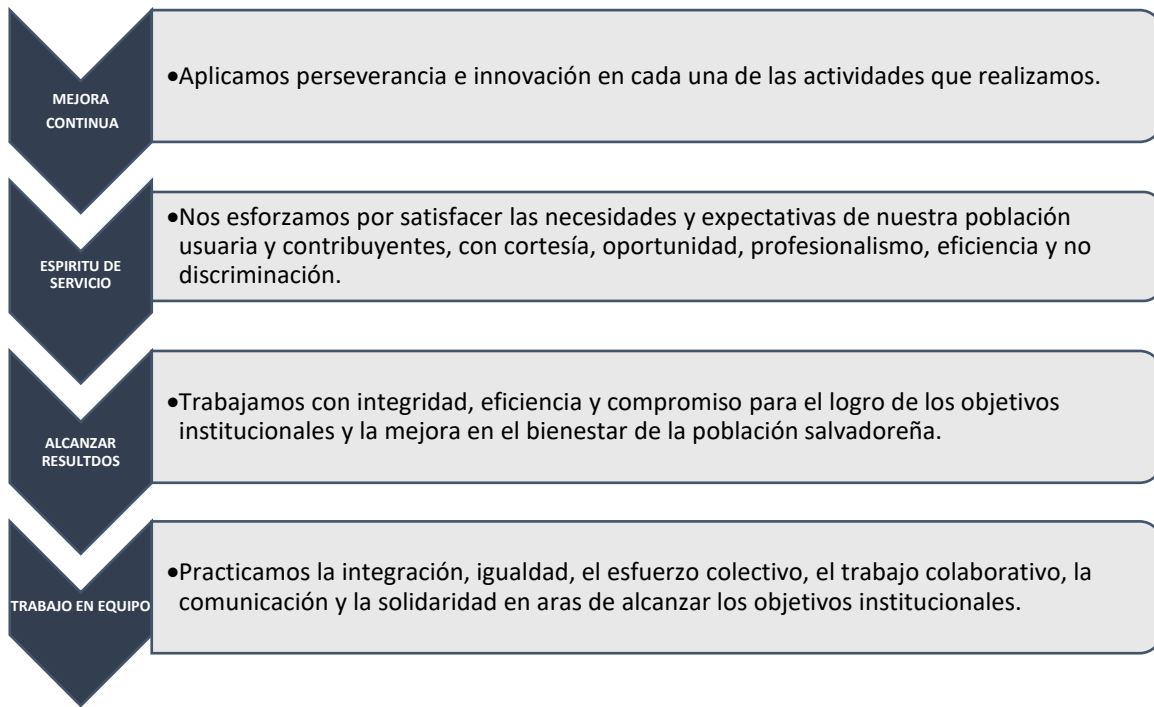 MEJORA
CONTINUA
•Aplicamos perseverancia e innovación en cada una de las actividades que realizamos.
ESPIRITU DE
SERVICIO
•Nos esforzamos por satisfacer las necesidades y expectativas de nuestra población
usuaria y contribuyentes, con cortesía, oportunidad, profesionalismo, eficiencia y no
discriminación.
ALCANZAR
RESULTDOS
•Trabajamos con integridad, eficiencia y compromiso para el logro de los objetivos
institucionales y la mejora en el bienestar de la población salvadoreña.
TRABAJO EN EQUIPO
•Practicamos la integración, igualdad, el esfuerzo colectivo, el trabajo colaborativo, la
comunicación y la solidaridad en aras de alcanzar los objetivos institucionales.